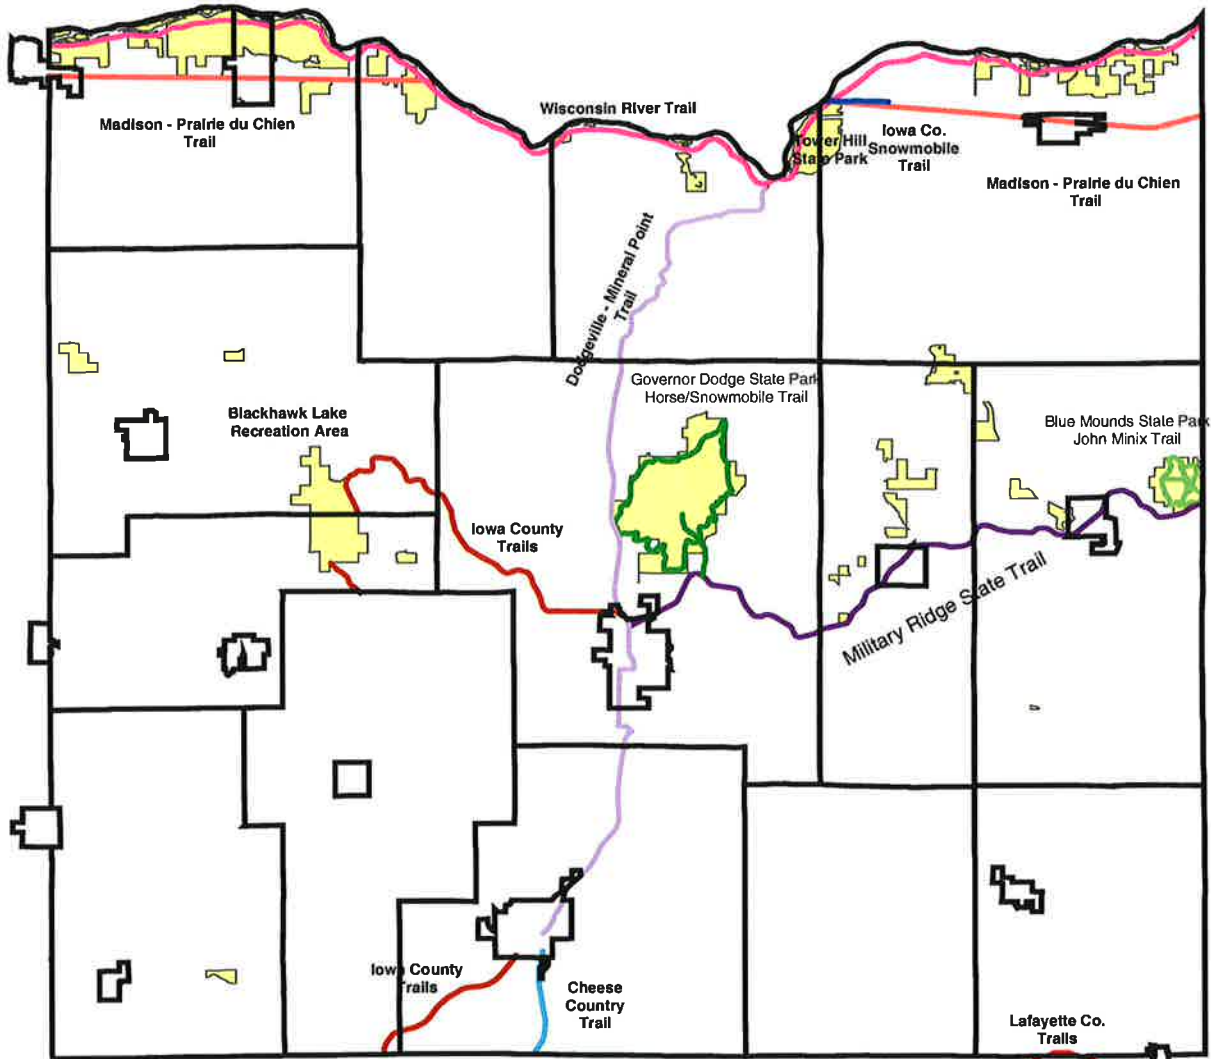 Wisconsin River Trail
Madison - Prairie du Chien
Trail
Tower Hill
State Park
Iowa Co.
Snowmobile
Trail
Madison - Prairie du Chien
Trail
Dodgeville - Mineral Point
Trail
Governor Dodge State Park
Horse/Snowmobile Trail
Blackhawk Lake
Recreation Area
Blue Mounds State Park
John Minix Trail
Iowa County
Trails
Military Ridge State Trail
Iowa County
Trails
Cheese
Country
Trail
Lafayette Co.
Trails